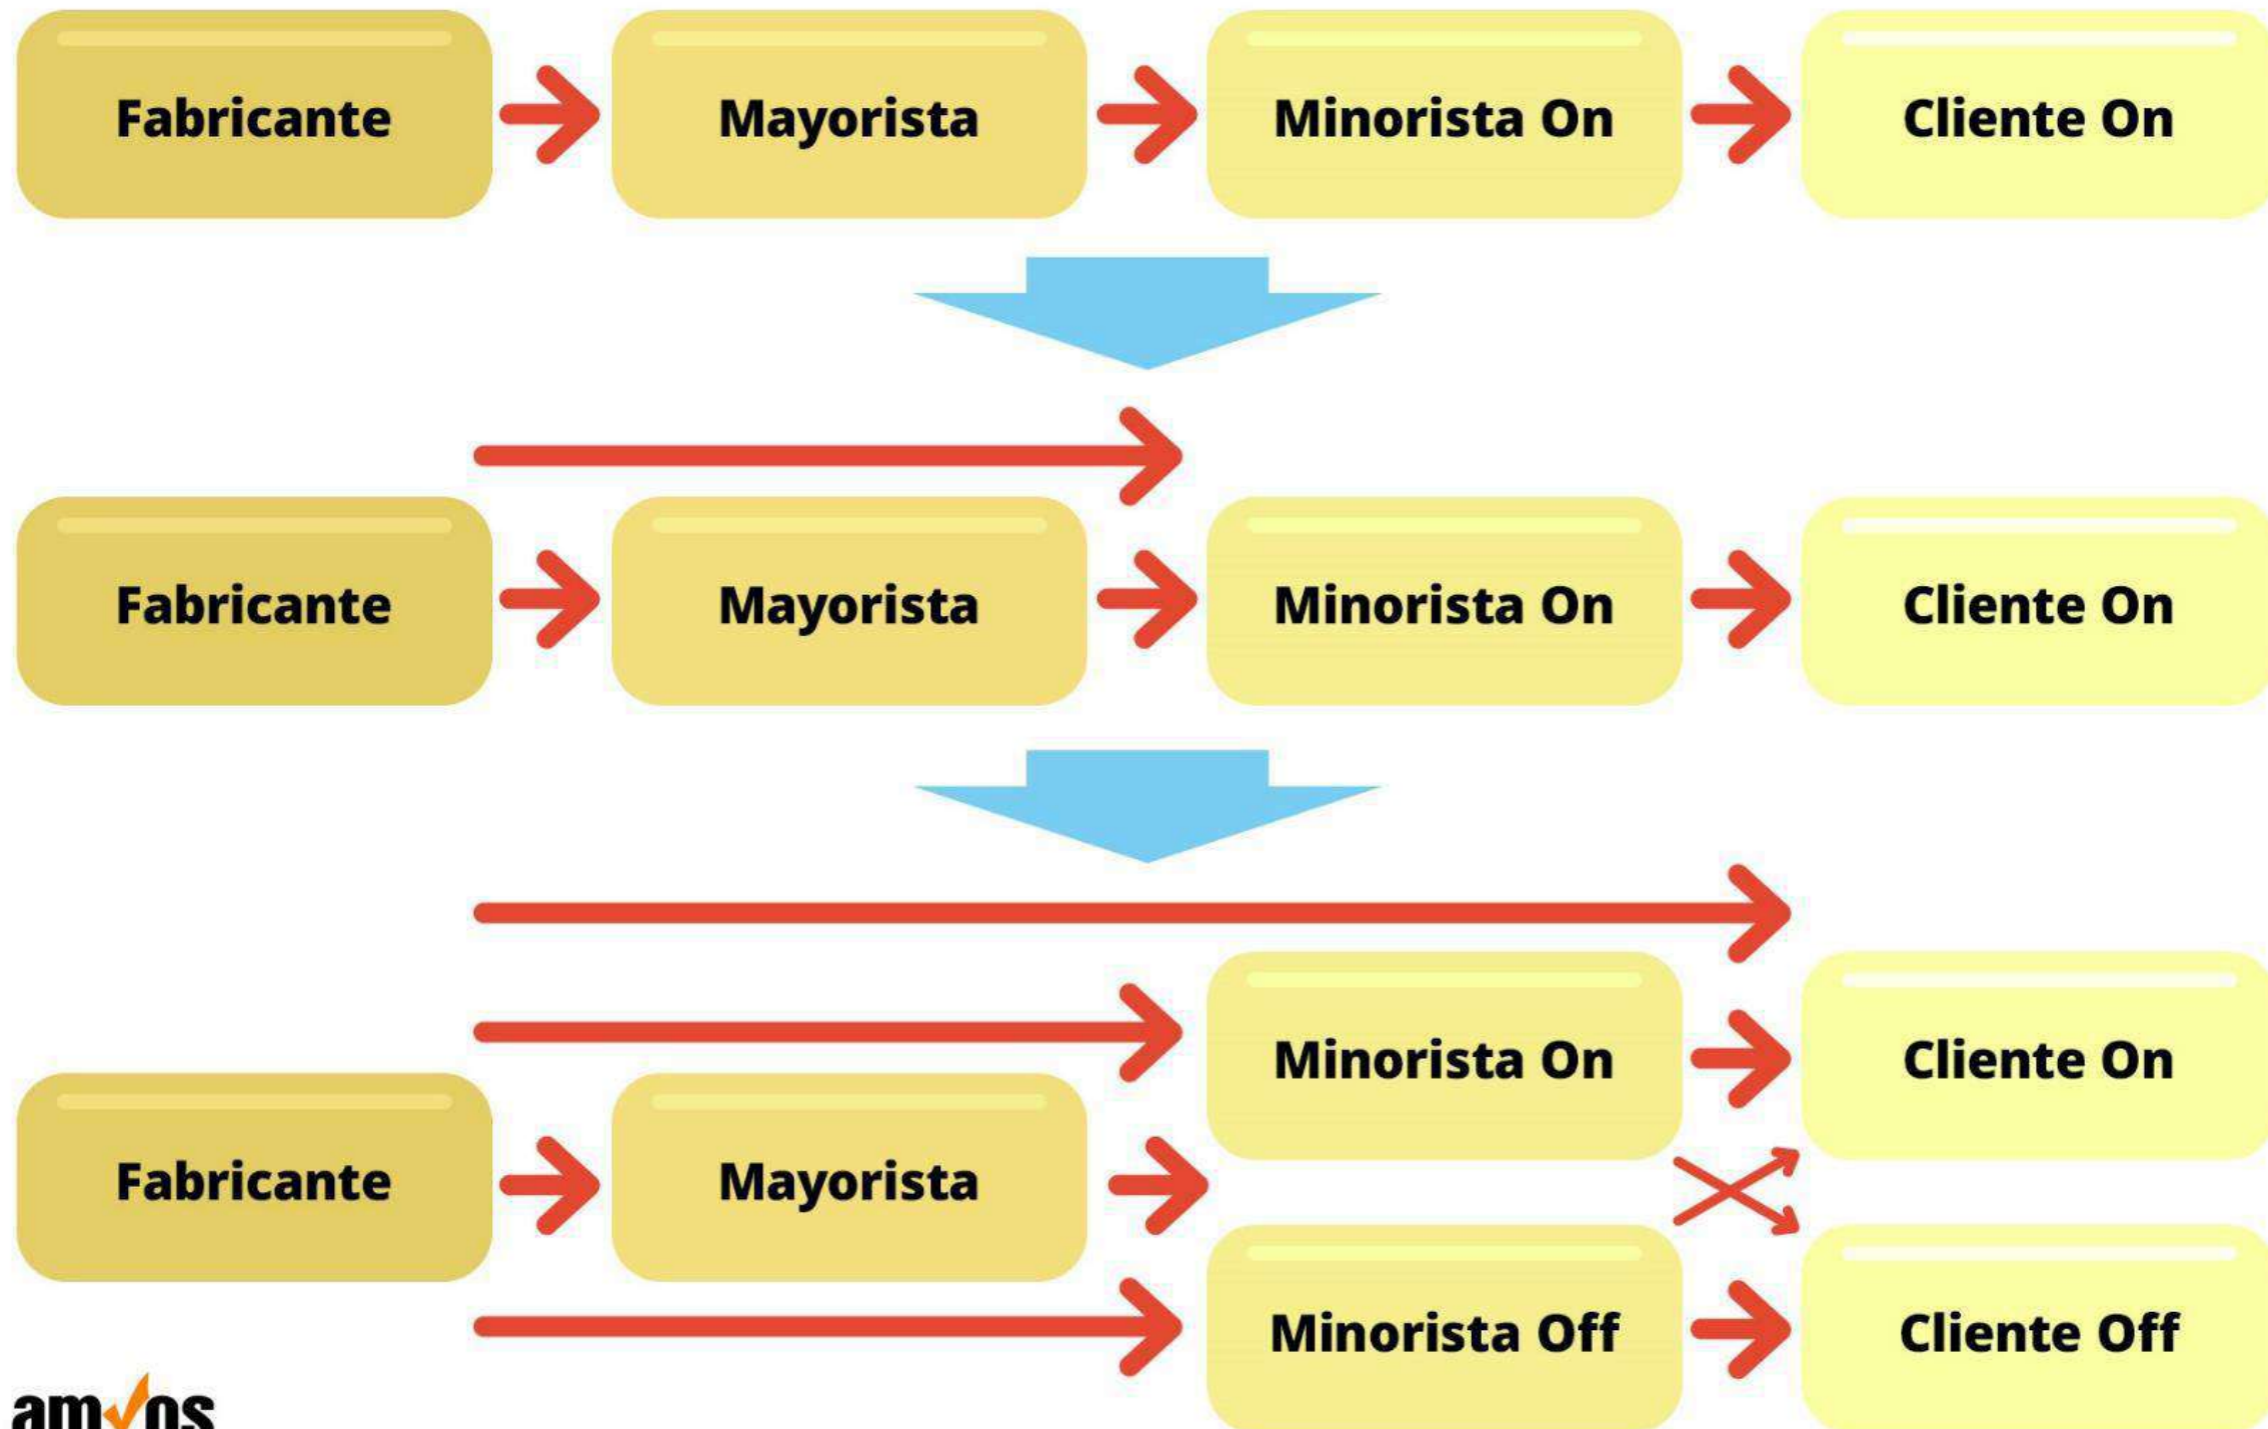 Fabricante
Mayorista
Minorista On
Cliente On
Fabricante
Mayorista
Minorista On
Cliente On
Minorista On
Cliente On
Fabricante
Mayorista
Minorista Off
Cliente Off
amvos